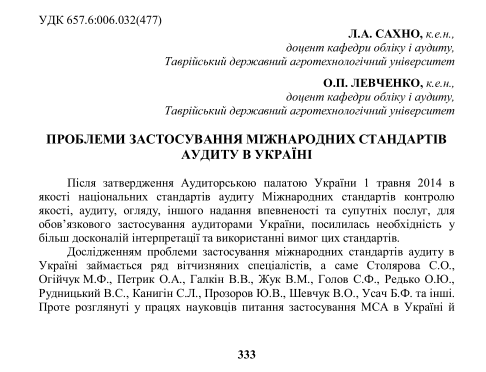 УДК 657.6:006.032(477)
Л.А. САХНО, к.е.н.,
доцент кафедри обліку і аудиту,
Таврійський державний агротехнологічний університет
О.П. ЛЕВЧЕНКО, к.е.н.,
доцент кафедри обліку і аудиту,
Таврійський державний агротехнологічний університет
ПРОБЛЕМИ ЗАСТОСУВАННЯ МІЖНАРОДНИХ СТАНДАРТІВ
АУДИТУ В УКРАЇНІ
Після затвердження Аудиторською палатою України 1 травня 2014 в
якості національних стандартів аудиту Міжнародних стандартів контролю
якості, аудиту, огляду, іншого надання впевненості та супутніх послуг, для
обов’язкового застосування аудиторами України, посилилась необхідність у
більш досконалій інтерпретації та використанні вимог цих стандартів.
Дослідженням проблеми застосування міжнародних стандартів аудиту в
Україні займається ряд вітчизняних спеціалістів, а саме Столярова С.О.,
Огійчук М.Ф., Петрик О.А., Галкін В.В., Жук В.М., Голов С.Ф., Редько О.Ю.,
Рудницький В.С., Канигін С.Л., Прозоров Ю.В., Шевчук В.О., Усач Б.Ф. та інші.
Проте розглянуті у працях науковців питання застосування МСА в Україні й
333